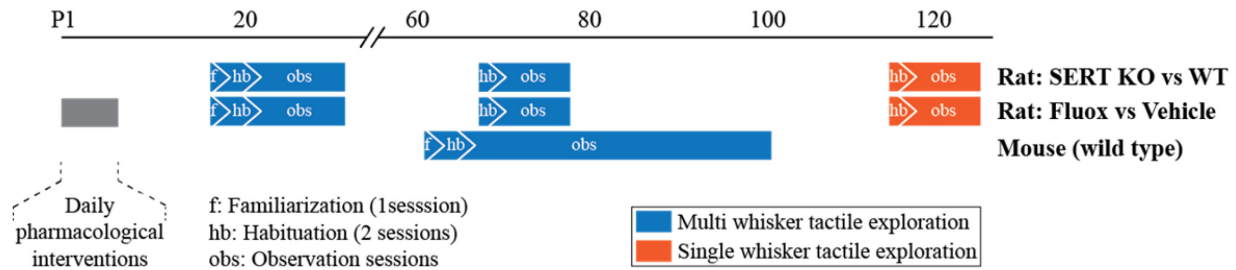 P1 20 60 80 100 120
f hb obs hb obs hb obs Rat: SERT KO vs WT
f hb obs hb obs hb obs Rat: Fluox vs Vehicle
f hb obs Mouse (wild type)
Daily
pharmacological
interventions
f: Familiarization (1sesssion)
hb: Habituation (2 sessions)
obs: Observation sessions
Multi whisker tactile exploration
Single whisker tactile exploration